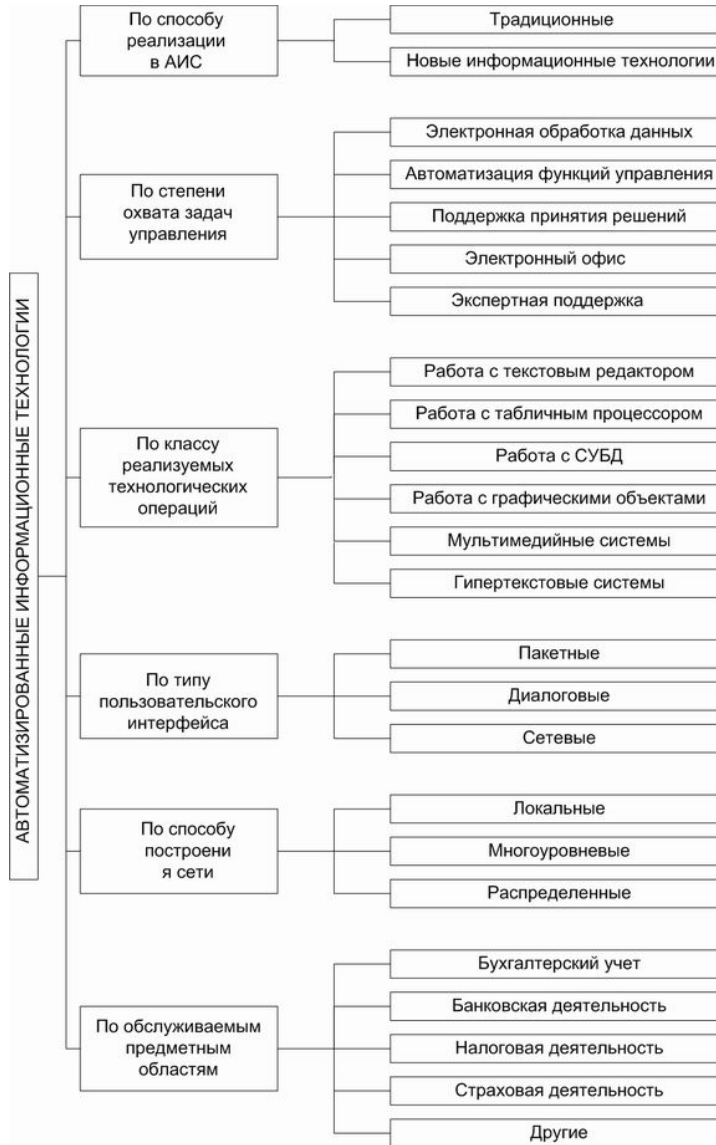 АВТОМАТИЗИРОВАННЫЕ ИНФОРМАЦИОННЫЕ ТЕХНОЛОГИИ
По способу
реализации
в АИС
Традиционные
Новые информационные технологии
По степени
охвата задач
управления
Электронная обработка данных
Автоматизация функций управления
Поддержка принятия решений
Электронный офис
Экспертная поддержка
По классу
реализуемых
технологических
операций
Работа с текстовым редактором
Работа с табличным процессором
Работа с СУБД
Работа с графическими объектами
Мультимедийные системы
Гипертекстовые системы
По типу
пользовательского
интерфейса
Пакетные
Диалоговые
Сетевые
По способу
построени
я сети
Локальные
Многоуровневые
Распределенные
По обслуживаемым
предметным
областям
Бухгалтерский учет
Банковская деятельность
Налоговая деятельность
Страховая деятельность
Другие